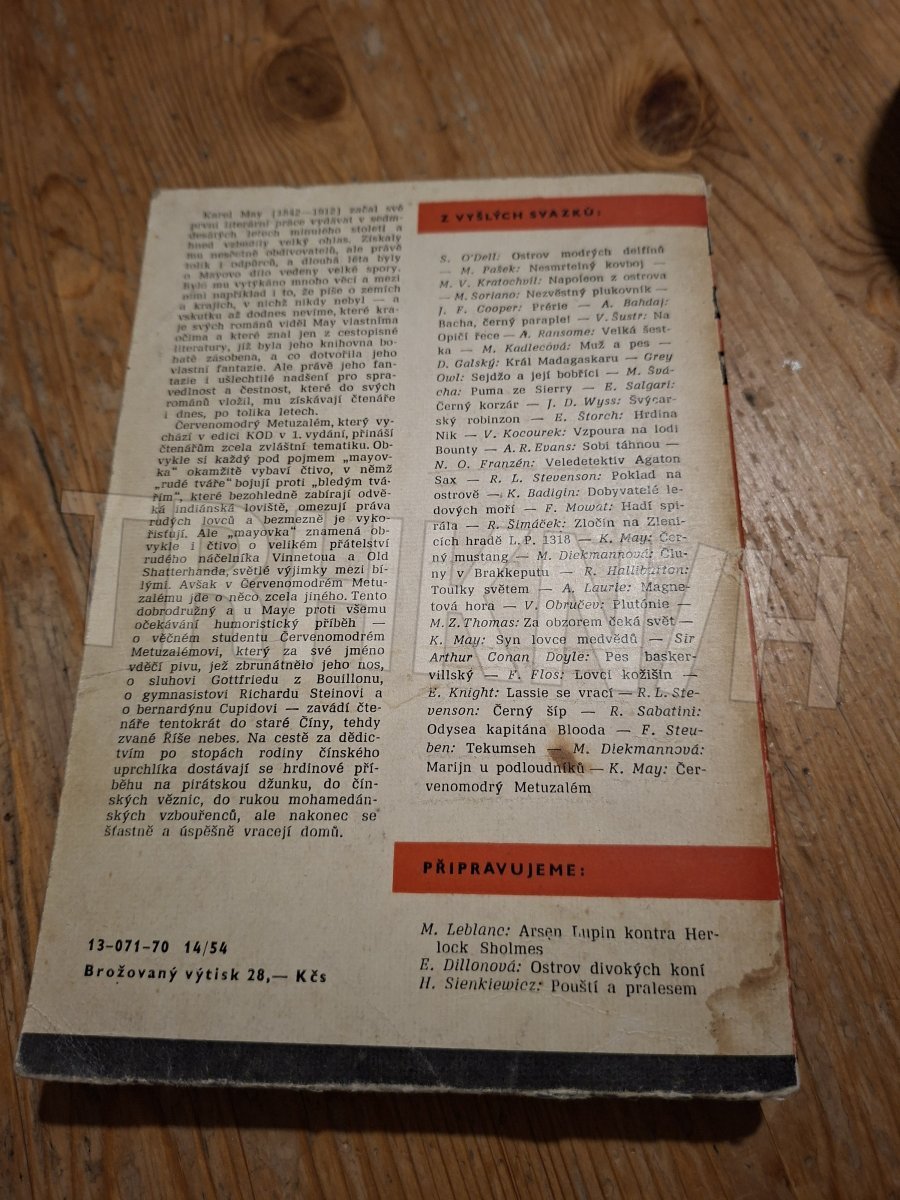 Karel May (1842—1912) začal své
první literární práce vydávat v sedm-
desátých letech minulého století a
hned vzbudily velký ohlas. Získaly
mu nesčetně obdivovatelů, ale právě
tolik i odpůrců, a dlouhá léta byly
o Mayovo dílo vedeny velké spory.
Bylo mu vytýkáno mnoho věcí a mezi
nimi například i to, že píše o zemích
a krajích, v nichž nikdy nebyl — a
vskutku až dodnes nevíme, které kra-
je svých románů viděl May vlastníma
očima a které znal jen z cestopisné
literatury, jíž byla jeho knihovna bo-
hatě zásobena, a co dotvořila jeho
vlastní fantazie. Ale právě jeho fan-
tazie i ušlechtilé nadšení pro spra-
vedlnost a čestnost, které do svých
románů vložil, mu získávají čtenáře
i dnes, po tolika letech.
Červenomodrý Metuzalém, který vy-
chází v edici KOD v 1. vydání, přináší
čtenářům zcela zvláštní tematiku. Ob-
vykle si každý pod pojmem „mayov-
ka" okamžitě vybaví čtivo, v němž
„rudé tváře" bojují proti „bledým tvá-
řím", které bezohledně zabírají odvě-
ká indiánská loviště, omezují práva
rudých lovců a bezmezně je vyko-
řisťují. Ale „mayovka" znamená ob-
vykle i čtivo o velikém přátelství
rudého náčelníka Vinnetoua a Old
Shatterhanda, světlé výjimky mezi bí-
lými. Avšak v Červenomodrém Metu-
zalému jde o něco zcela jiného. Tento
dobrodružný a u Maye proti všemu
očekávání humoristický příběh —
o věčném studentu Červenomodrém
Metuzalémovi, který za své jméno
vděčí pivu, jež zbrunátnělo jeho nos,
o sluhovi Gottfriedu z Bouillonu,
o gymnasistovi Richardu Steinovi a
o bernardýnu Cupidovi — zavádí čte-
náře tentokrát do staré Číny, tehdy
zvané Říše nebes. Na cestě za dědic-
tvím po stopách rodiny čínského
uprchlíka dostávají se hrdinové pří-
běhu na pirátskou džunku, do čín-
ských věznic, do rukou mohamedán-
ských vzbouřenců, ale nakonec se
šťastně a úspěšně vracejí domů.
13-071-70 14/54
Brožovaný výtisk 28,— Kčs
Z VYŠLÝCH SVAZKŮ:
S. O'Dell: Ostrov modrých delfínů
— M. Pašek: Nesmrtelný kovboj —
M. V. Kratochvíl: Napoleon z ostrova
— M. Soriano: Nezvěstný plukovník —
J. F. Cooper: Prérie — A. Bahdaj:
Bacha, černý paraple! — V. Šustr: Na
Opičí řece — A. Ransome: Velká šest-
ka — M. Kadlecová: Muž a pes —
D. Galský: Král Madagaskaru — Grey
Owl: Sejdžo a její bobříci — M. Švá-
cha: Puma ze Sierry — E. Salgari:
Černý korzár — J. D. Wyss: Švýcar-
ský robinzon — E. Štorch: Hrdina
Nik — V. Kocourek: Vzpoura na lodi
Bounty — A. R. Evans: Sobi táhnou —
N. O. Franzén: Veledetektiv Agaton
Sax — R. L. Stevenson: Poklad na
ostrově — K. Badigin: Dobyvatelé le-
dových moří — F. Mowat: Hadí spi-
rála — R. Šimáček: Zločin na Zleni-
cích hradě L. P. 1318 — K. May: Čer-
ný mustang — M. Diekmannová: Člu-
ny v Brakkeputu — R. Halliburton:
Toulky světem — A. Laurie: Magne-
tová hora — V. Obručev: Plutónie —
M. Z. Thomas: Za obzorem čeká svět —
K. May: Syn lovce medvědů — Sir
Arthur Conan Doyle: Pes basker-
villský — F. Flos: Lovci kožišin —
E. Knight: Lassie se vrací — R. L. Ste-
venson: Černý šíp — R. Sabatini:
Odysea kapitána Blooda — F. Steu-
ben: Tekumseh — M. Diekmannová:
Marijn u podloudníků — K. May: Čer-
venomodrý Metuzalém
PŘIPRAVUJEME:
M. Leblanc: Arsen Lupin kontra Her-
lock Sholmes
E. Dillonová: Ostrov divokých koní
H. Sienkiewicz: Pouští a pralesem